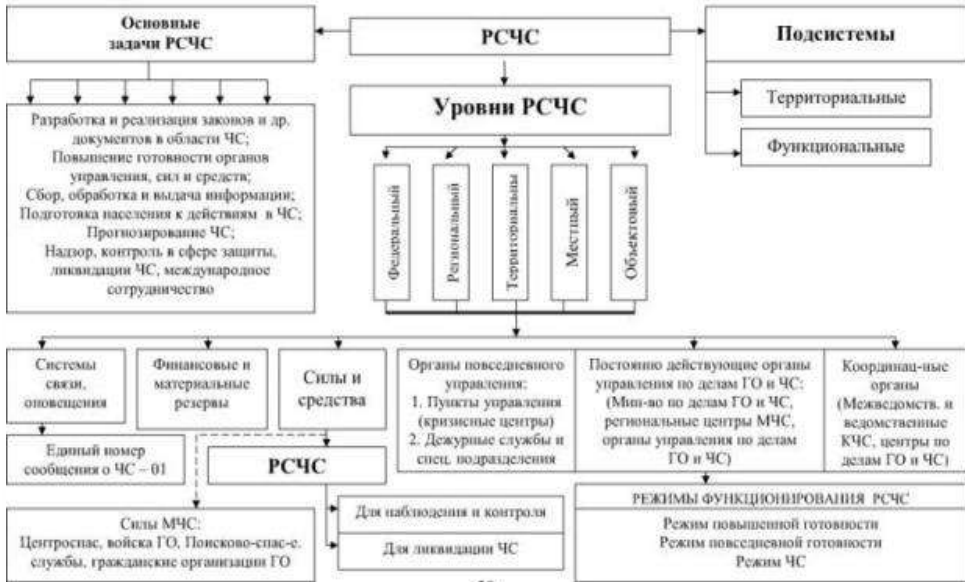 Основные
задачи РСЧС
РСЧС
Подсистемы
Территориальные
Функциональные
Уровни РСЧС
Разработка и реализация законов и др.
документов в области ЧС;
Повышение готовности органов
управления, сил и средств;
Сбор, обработка и выдача информации;
Подготовка населения к действиям в ЧС;
Прогнозирование ЧС;
Надзор, контроль в сфере защиты,
ликвидации ЧС, международное
сотрудничество
Федеральный
Региональный
Территориальны
Местный
Объектовый
Системы
связи,
оповещения
Финансовые и
материальные
резервы
Силы и
средства
Органы повседневного
управления:
1. Пункты управления
(кризисные центры)
2. Дежурные службы и
спец. подразделения
Постоянно действующие органы
управления по делам ГО и ЧС:
(Мин-во по делам ГО и ЧС,
региональные центры МЧС,
органы управления по делам
ГО и ЧС)
Координац-ные
органы
(Межведомств. и
ведомственные
КЧС, центры по
делам ГО и ЧС)
Единый номер
сообщения о ЧС – 01
РСЧС
Силы МЧС:
Центроспас, войска ГО, Поисково-спас-е.
службы, гражданские организации ГО
Для наблюдения и контроля
Для ликвидации ЧС
РЕЖИМЫ ФУНКЦИОНИРОВАНИЯ РСЧС
Режим повышенной готовности
Режим повседневной готовности
Режим ЧС